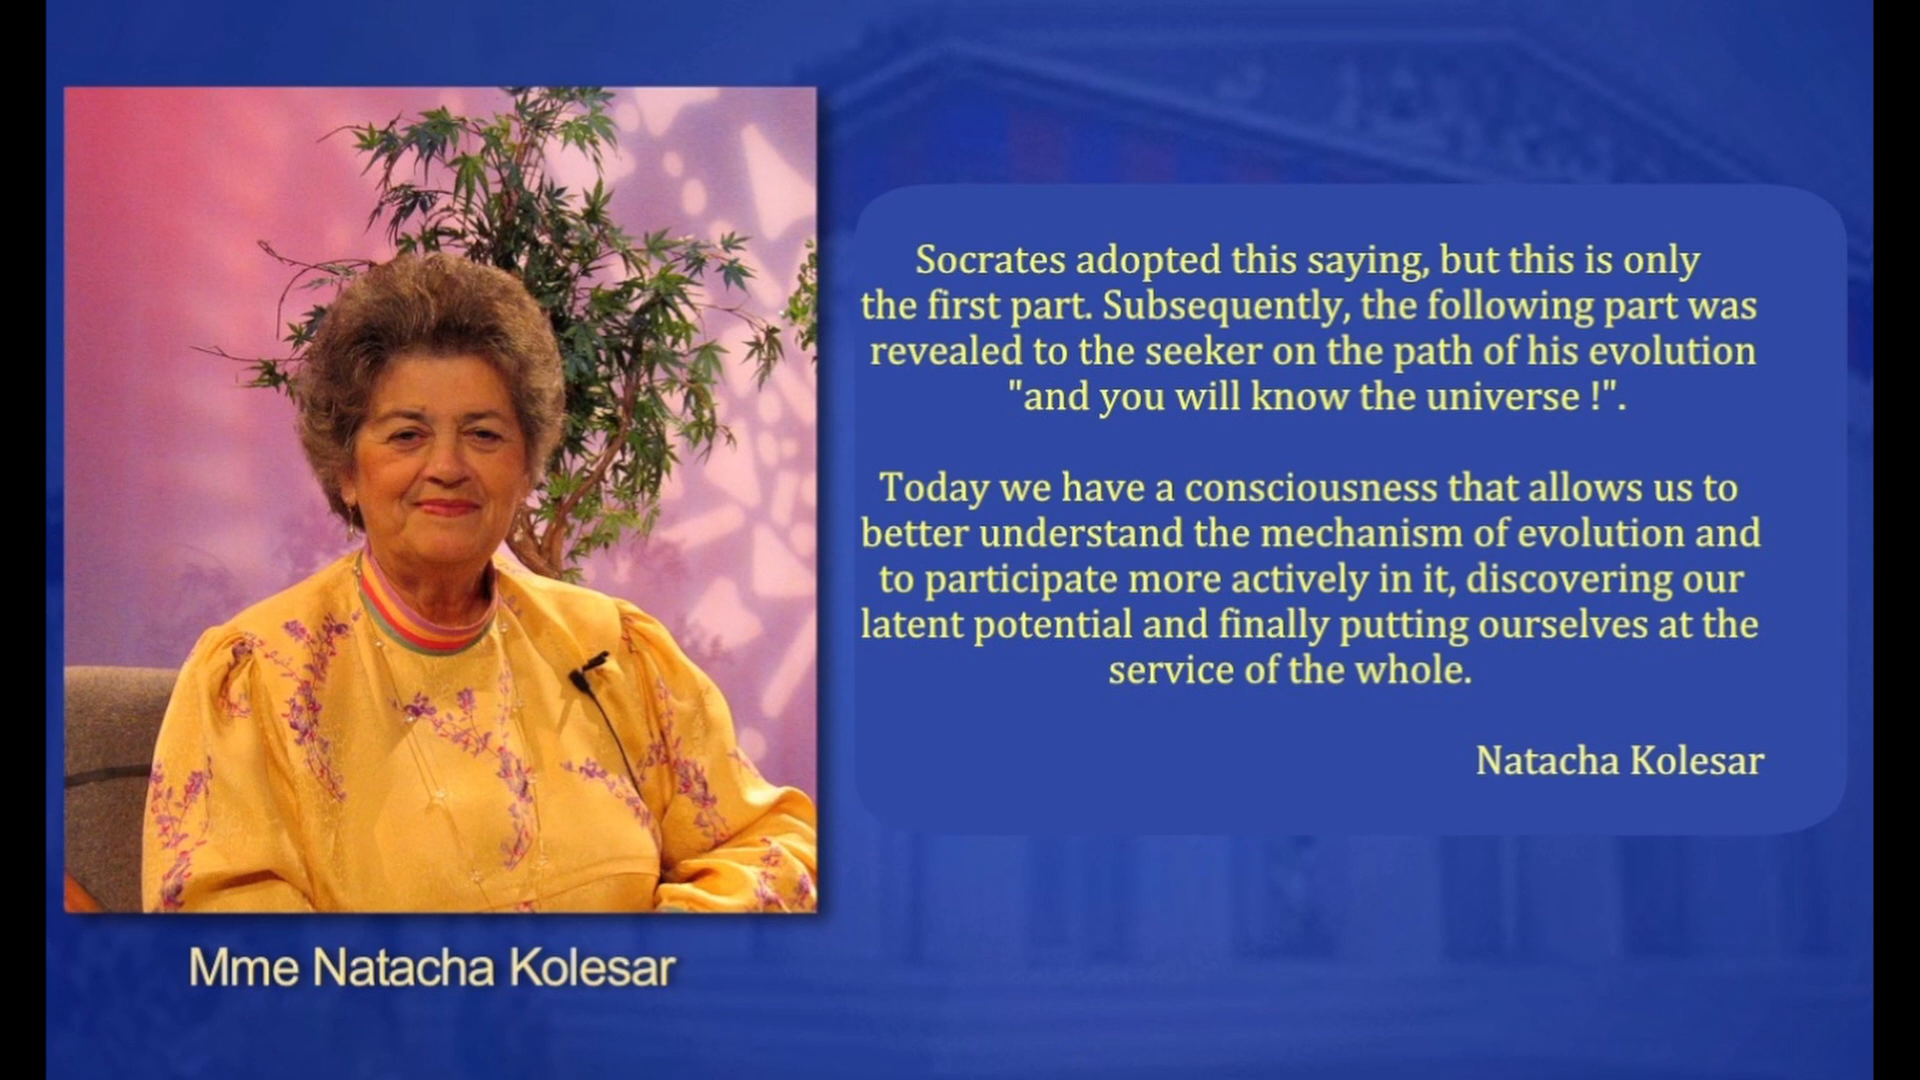 Socrates adopted this saying, but this is only
the first part. Subsequently, the following part was
revealed to the seeker on the path of his evolution
"and you will know the universe !".
Today we have a consciousness that allows us to
better understand the mechanism of evolution and
to participate more actively in it, discovering our
latent potential and finally putting ourselves at the
service of the whole.
Natacha Kolesar
Mme Natacha Kolesar